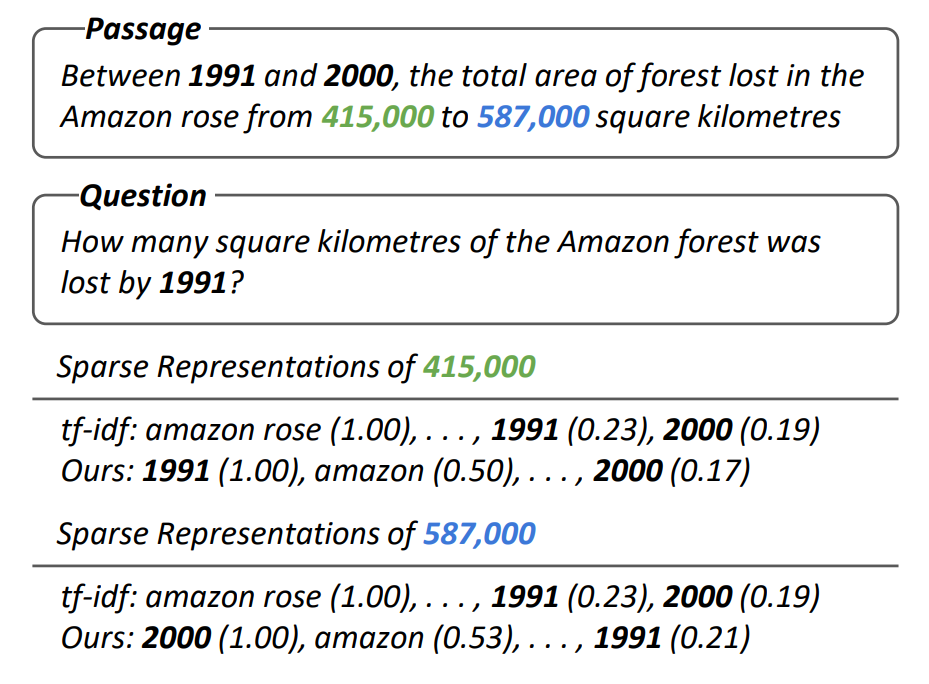 Passage
Between 1991 and 2000, the total area of forest lost in the
Amazon rose from 415,000 to 587,000 square kilometres
Question
How many square kilometres of the Amazon forest was
lost by 1991?
Sparse Representations of 415,000
tf-idf: amazon rose (1.00), . . . , 1991 (0.23), 2000 (0.19)
Ours: 1991 (1.00), amazon (0.50), . . . , 2000 (0.17)
Sparse Representations of 587,000
tf-idf: amazon rose (1.00), . . . , 1991 (0.23), 2000 (0.19)
Ours: 2000 (1.00), amazon (0.53), . . . , 1991 (0.21)